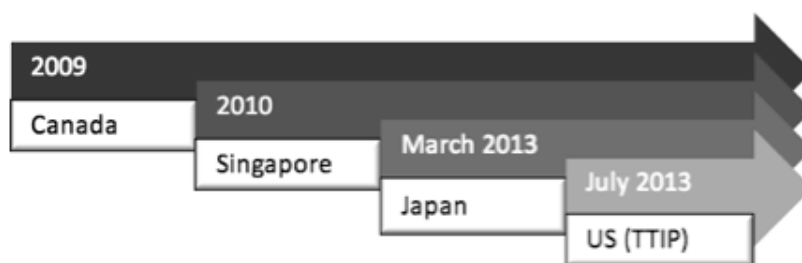 2009
Canada
2010
Singapore
March 2013
Japan
July 2013
US (TTIP)